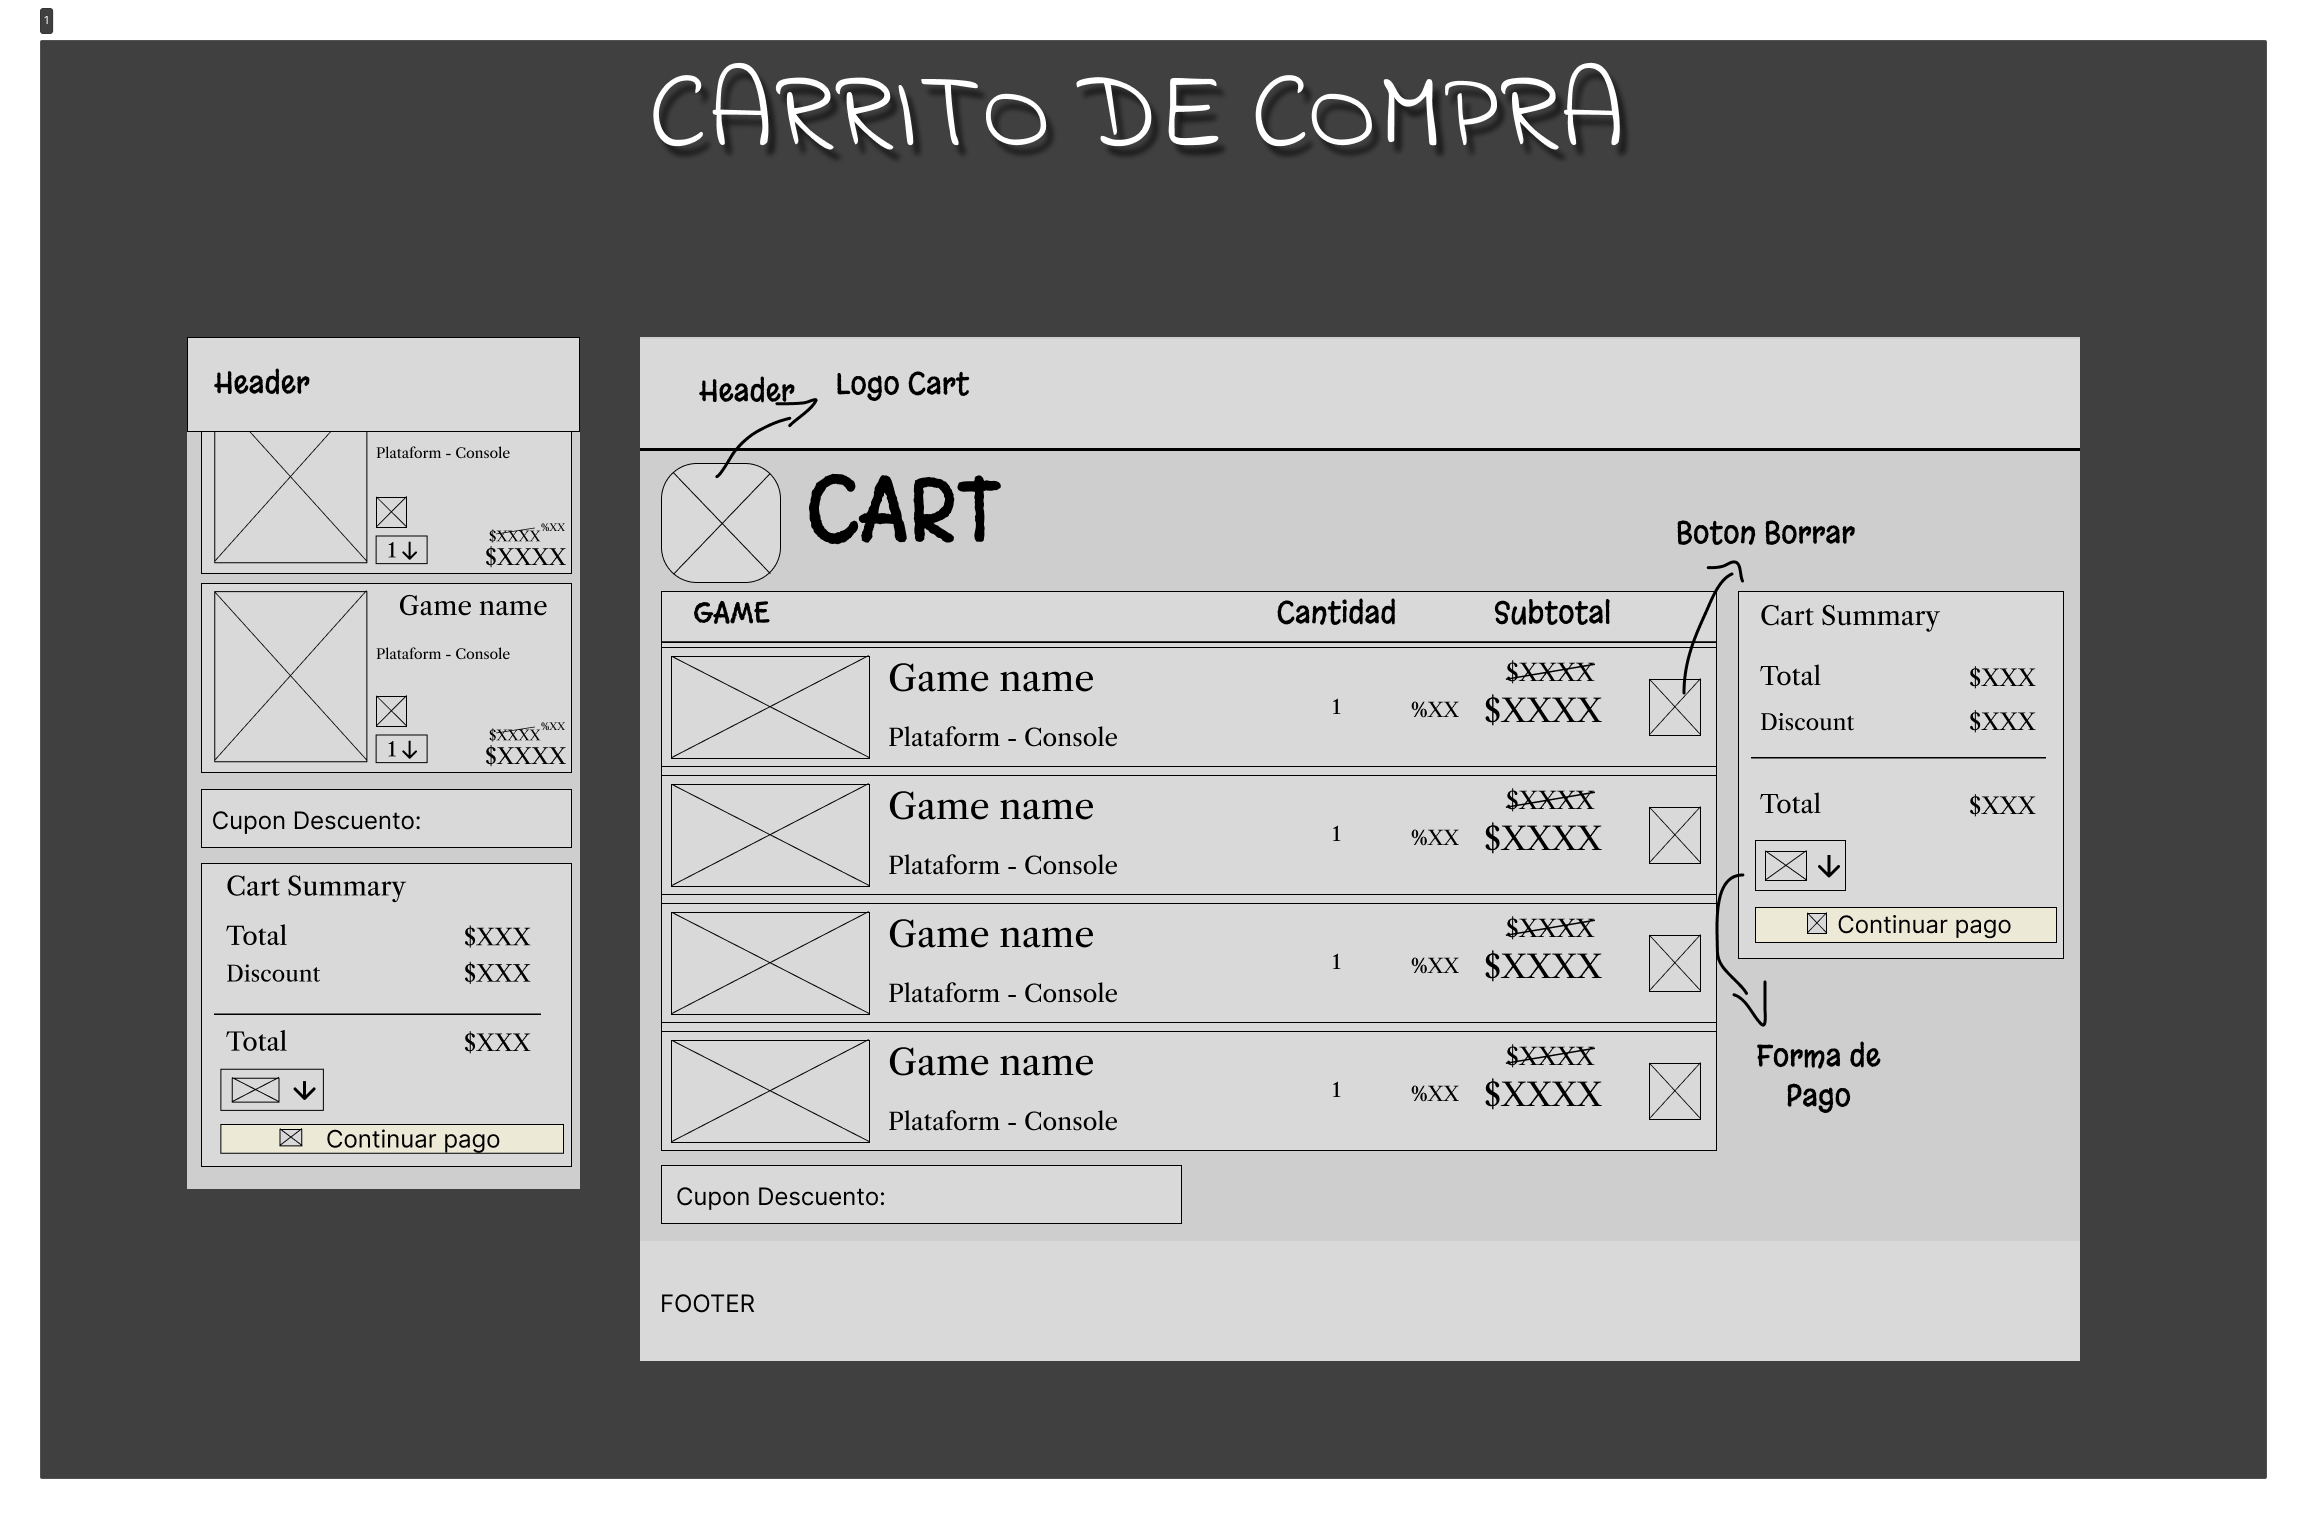 1
CARRITO DE COMPRA
Header
Plataform - Console
$XXXX %XX
1
$XXXX
Game name
Plataform - Console
$XXXX %XX
1
$XXXX
Cupon Descuento:
Cart Summary
Total $XXX
Discount $XXX
Total $XXX
Continuar pago
Header Logo Cart
CART
Boton Borrar
GAME Cantidad Subtotal
Game name
$XXXX
1 %XX $XXXX
Plataform - Console
Game name
$XXXX
1 %XX $XXXX
Plataform - Console
Game name
$XXXX
1 %XX $XXXX
Plataform - Console
Game name
$XXXX
1 %XX $XXXX
Plataform - Console
Cupon Descuento:
Cart Summary
Total $XXX
Discount $XXX
Total $XXX
Continuar pago
Forma de
Pago
FOOTER